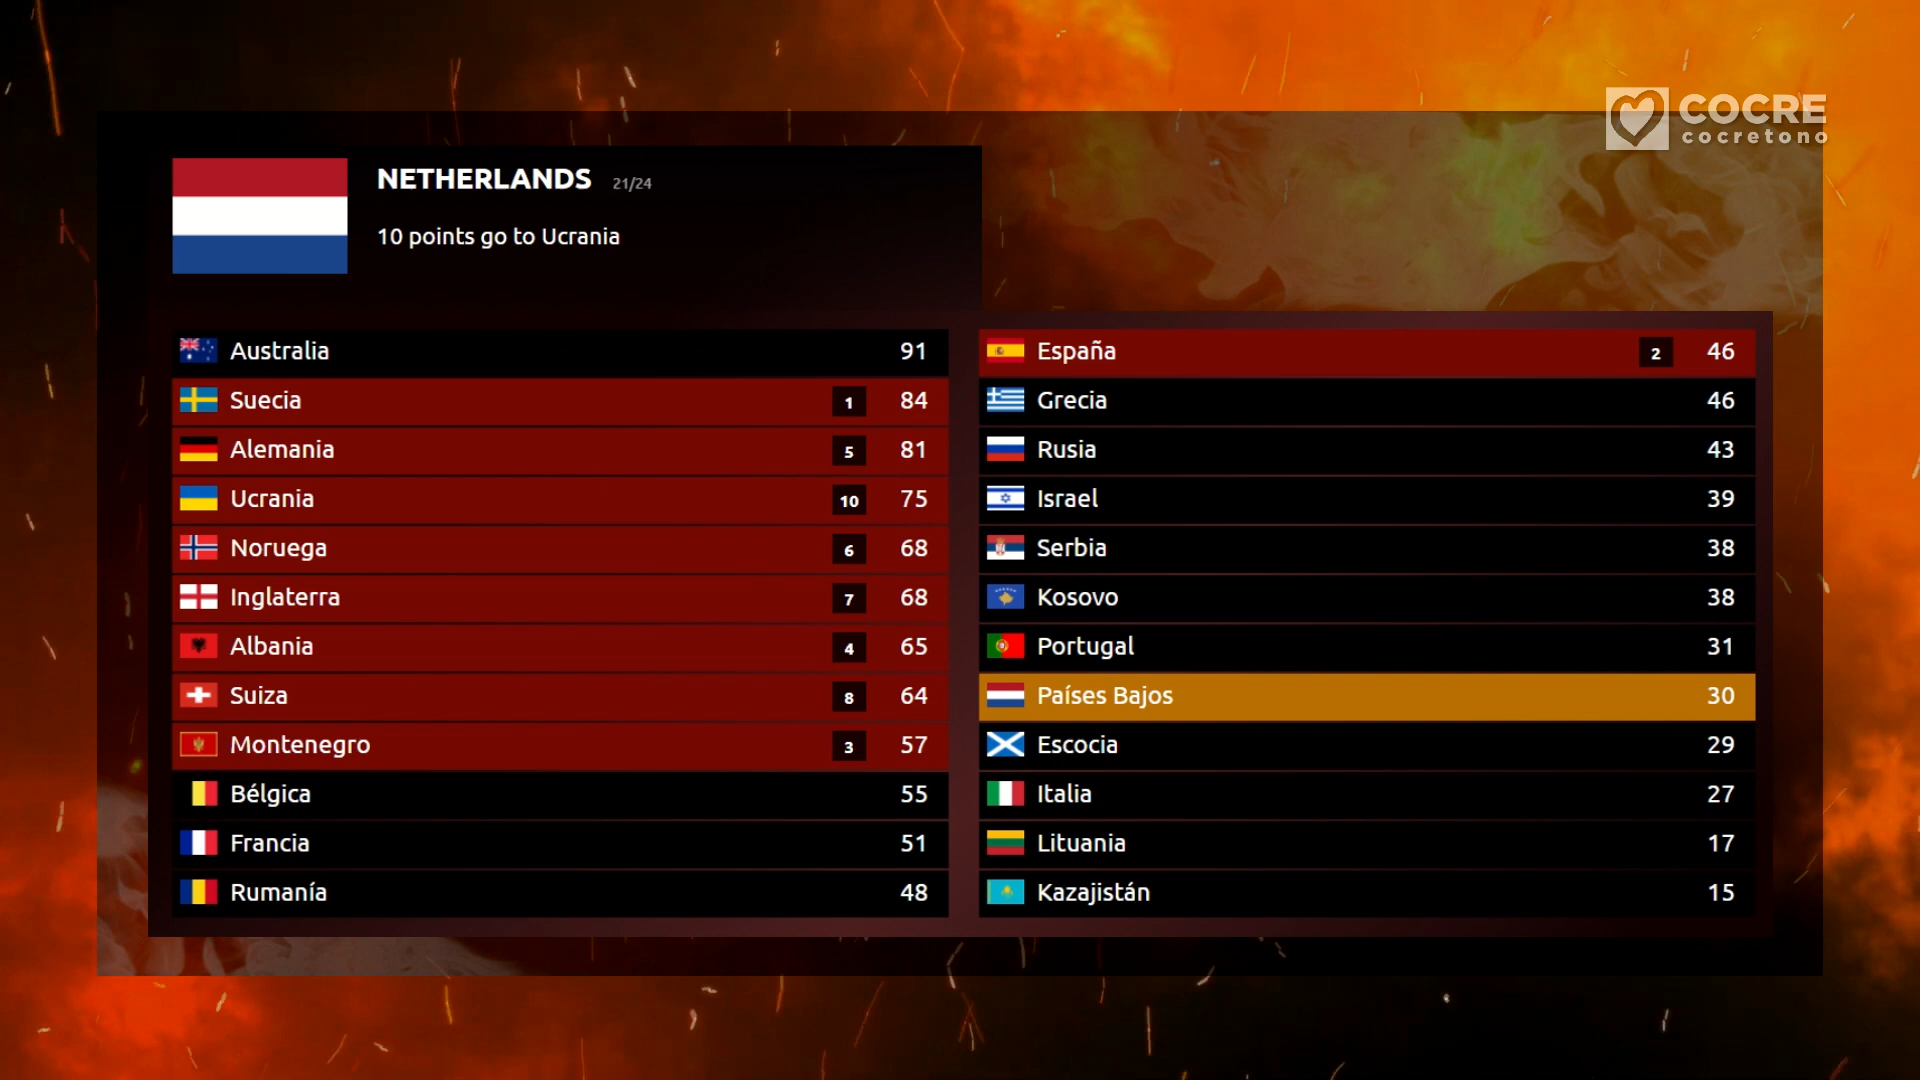 COCRE
cocretono
NETHERLANDS 21/24
10 points go to Ucrania
Australia 91
Suecia 1 84
Alemania 5 81
Ucrania 10 75
Noruega 6 68
Inglaterra 7 68
Albania 4 65
Suiza 8 64
Montenegro 3 57
Bélgica 55
Francia 51
Rumanía 48
España 2 46
Grecia 46
Rusia 43
Israel 39
Serbia 38
Kosovo 38
Portugal 31
Países Bajos 30
Escocia 29
Italia 27
Lituania 17
Kazajistán 15